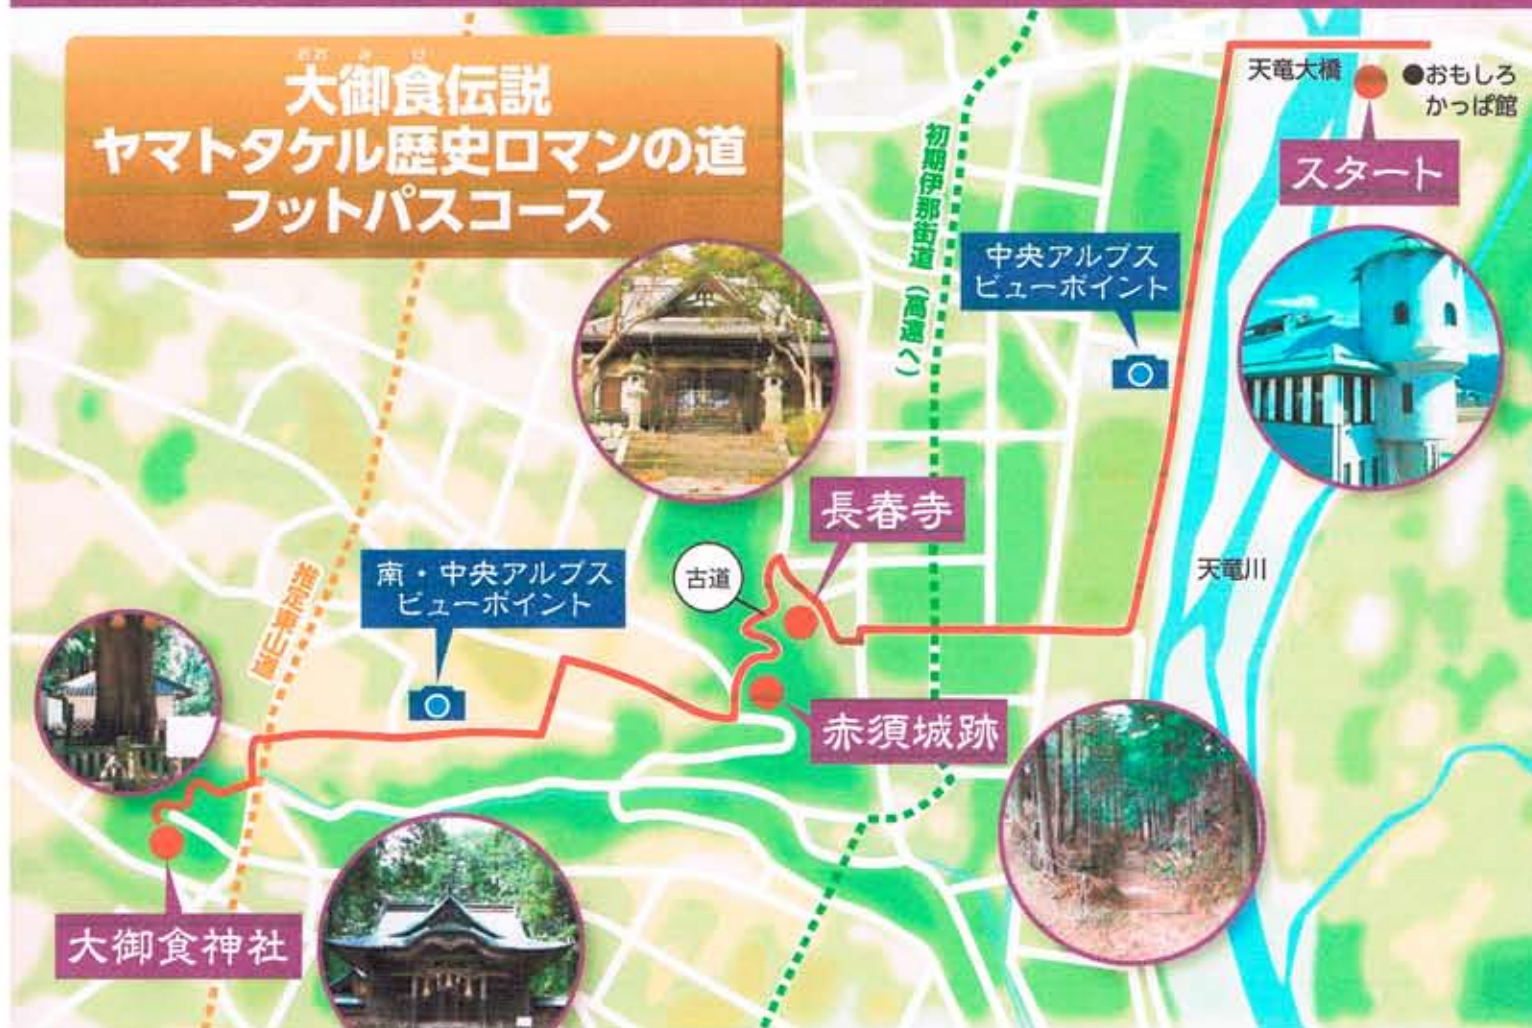 おお み け
大御食伝説
ヤマトタケル歴史ロマンの道
フットパスコース
天竜大橋
●おもしろ
かっぱ館
スタート
初期伊那街道(高遠へ)
中央アルプス
ビューポイント
長春寺
古道
天竜川
南・中央アルプス
ビューポイント
推定東山道
赤須城跡
大御食神社